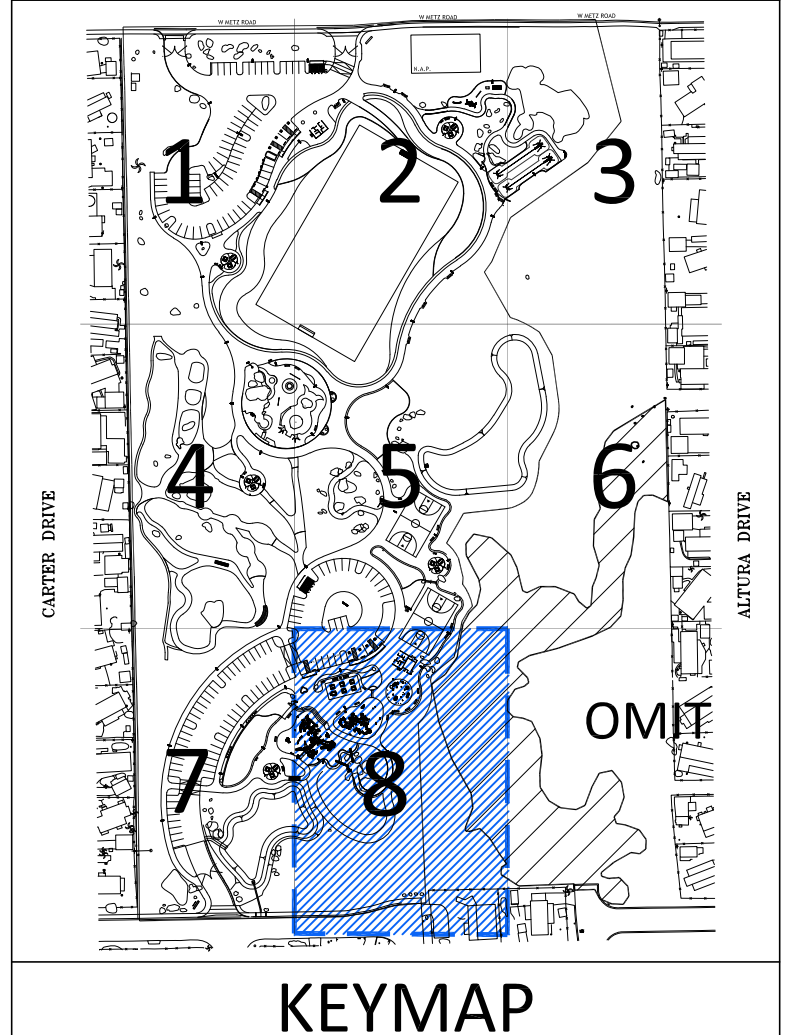 W METZ ROAD
W METZ ROAD
W METZ ROAD
N.A.P.
1
2
3
4
5
6
CARTER DRIVE
ALTURA DRIVE
OMIT
7
8
KEYMAP